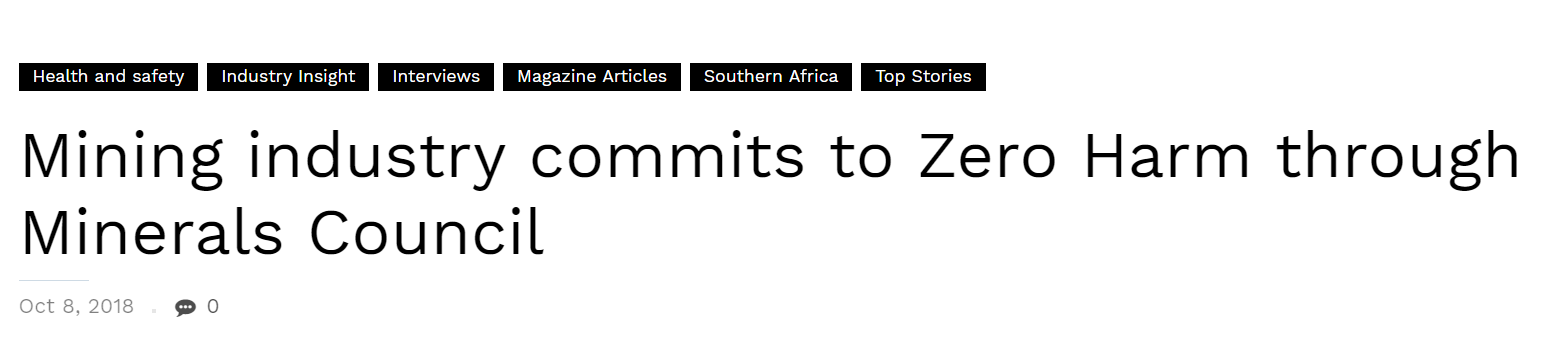 Health and safety Industry Insight Interviews Magazine Articles Southern Africa Top Stories
Mining industry commits to Zero Harm through
Minerals Council
Oct 8, 2018 0